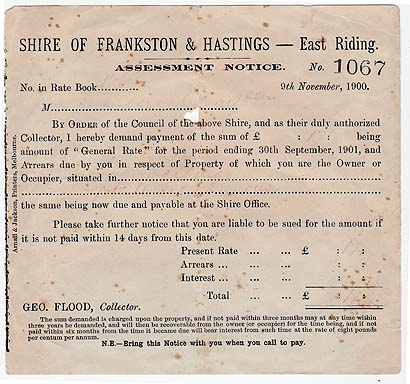 SHIRE OF FRANKSTON & HASTINGS — East Riding.
ASSESSMENT NOTICE. No. 1067
No. in Rate Book............ 9th November, 1900.
M
By ORDER of the Council of the above Shire, and as their duly authorized
Collector, I hereby demand payment of the sum of £ : : being
amount of "General Rate" for the period ending 30th September, 1901, and
Arrears due by you in respect of Property of which you are the Owner or
Occupier, situated in
the same being now due and payable at the Shire Office.
Please take further notice that you are liable to be sued for the amount if
it is not paid within 14 days from this date.
Present Rate ... ... £ : :
Arrears ... ... ... : :
Interest ... ... ... : :
Total ... ... £ : :
GEO. FLOOD, Collector.
The sum demanded is charged upon the property, and if not paid within three months may at any time within
three years be demanded, and will then be recoverable from the owner (or occupier) for the time being, and if not
paid within six months from the time it became due will bear interest from such time at the rate of eight pounds
per centum per annum.
N.B.—Bring this Notice with you when you call to pay.
Arnall & Jackson, Printers, Melbourne.